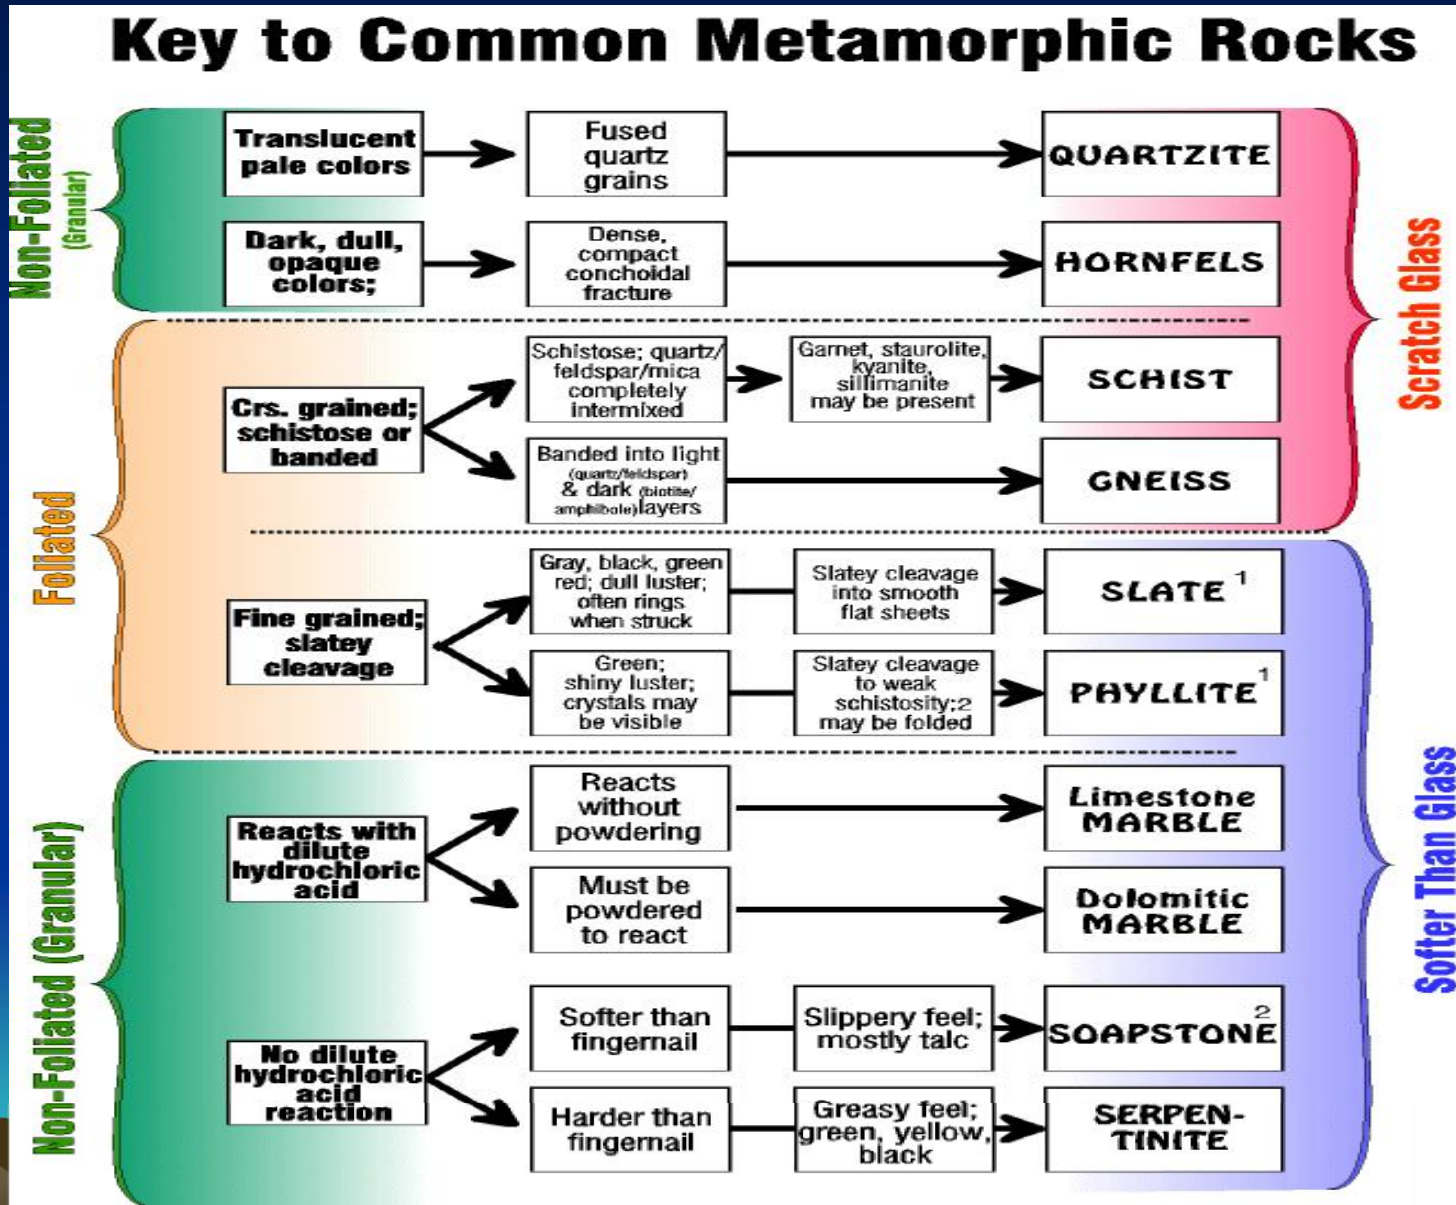 Key to Common Metamorphic Rocks
Non-Foliated
(Granular)
Translucent
pale colors
Fused
quartz
grains
QUARTZITE
Dark, dull,
opaque
colors;
Dense,
compact
conchoidal
fracture
HORNFELS
Scratch Glass
Foliated
Crs. grained;
schistose or
banded
Schistose; quartz/
feldspar/mica
completely
intermixed
Garnet, staurolite,
kyanite,
sillimanite
may be present
SCHIST
Banded into light
(quartz/feldspar)
& dark (biotite/
amphibole)layers
GNEISS
Fine grained;
slatey
cleavage
Gray, black, green
red; dull luster;
often rings
when struck
Slatey cleavage
into smooth
flat sheets
SLATE 1
Green;
shiny luster;
crystals may
be visible
Slatey cleavage
to weak
schistosity;2
may be folded
PHYLLITE 1
Softer Than Glass
Non-Foliated (Granular)
Reacts with
dilute
hydrochloric
acid
Reacts
without
powdering
Limestone
MARBLE
Must be
powdered
to react
Dolomitic
MARBLE
No dilute
hydrochloric
acid
reaction
Softer than
fingernail
Slippery feel;
mostly talc
SOAPSTONE 2
Harder than
fingernail
Greasy feel;
green, yellow,
black
SERPEN-
TINITE